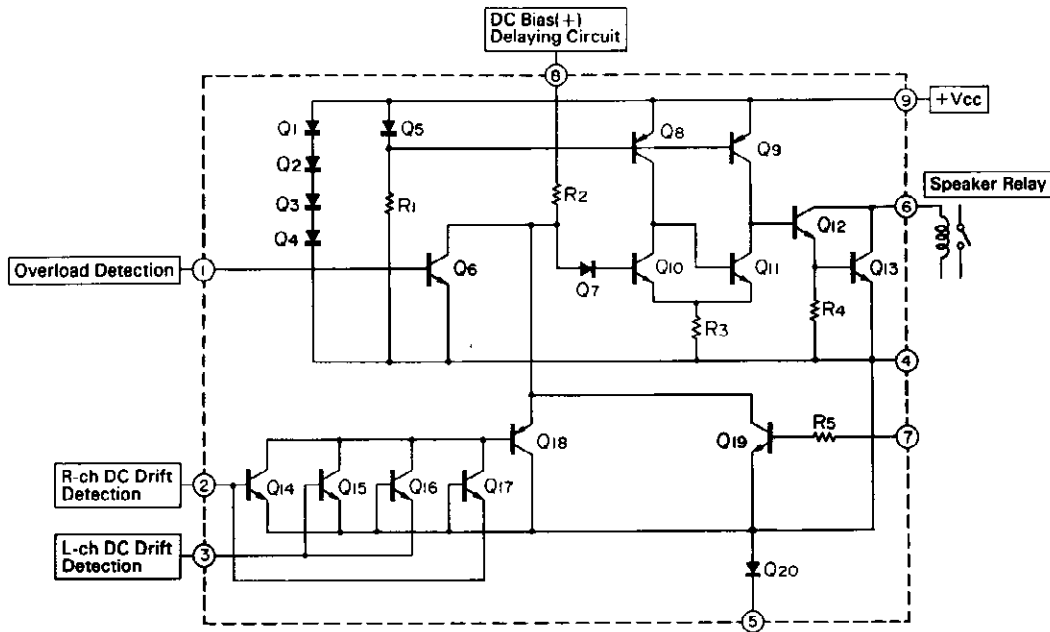 DC Bias(+)
Delaying Circuit
8
9
+Vcc
Q1
Q5
Q8
Q9
Q2
R2
Speaker Relay
Q3
R1
6
Q4
Q12
Overload Detection
1
Q6
Q7
Q10
Q11
Q13
R3
R4
4
Q18
Q19
R5
7
R-ch DC Drift
Detection
2
Q14
Q15
Q16
Q17
L-ch DC Drift
Detection
3
Q20
5